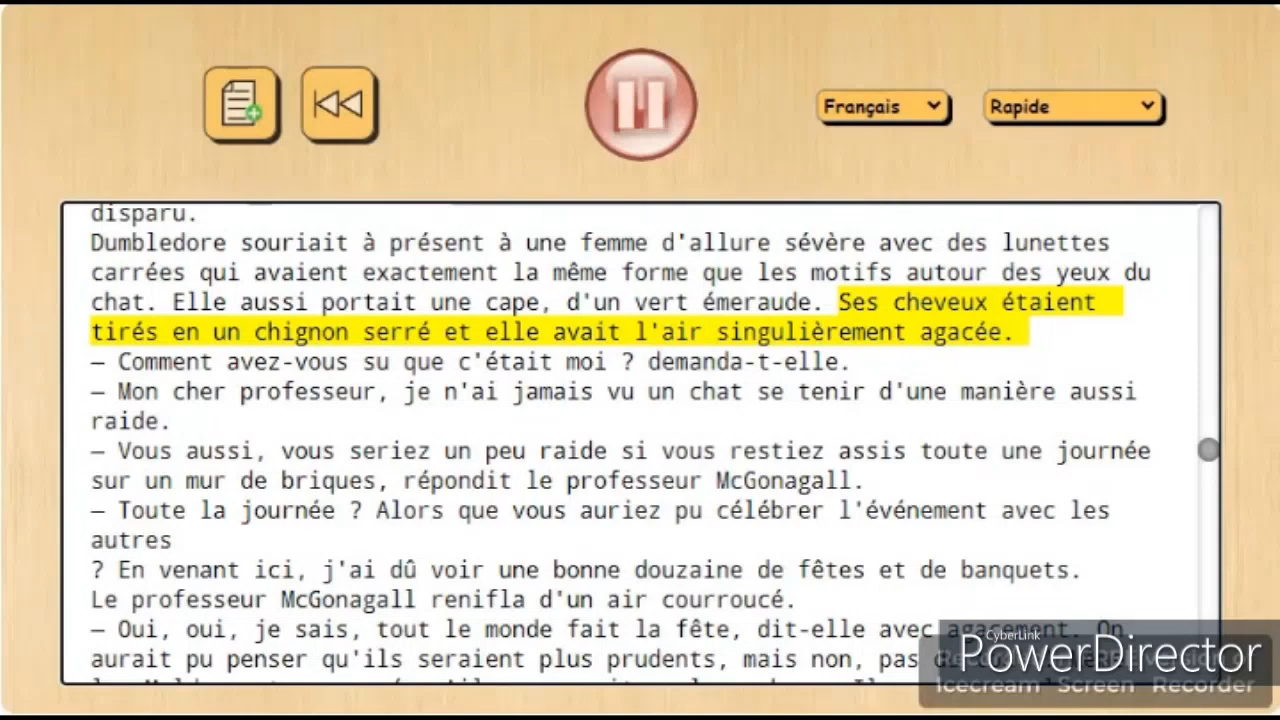 Français
Rapide
disparu.
Dumbledore souriait à présent à une femme d'allure sévère avec des lunettes
carrées qui avaient exactement la même forme que les motifs autour des yeux du
chat. Elle aussi portait une cape, d'un vert émeraude. Ses cheveux étaient
tirés en un chignon serré et elle avait l'air singulièrement agacée.
— Comment avez-vous su que c'était moi ? demanda-t-elle.
— Mon cher professeur, je n'ai jamais vu un chat se tenir d'une manière aussi
raide.
— Vous aussi, vous seriez un peu raide si vous restiez assis toute une journée
sur un mur de briques, répondit le professeur McGonagall.
— Toute la journée ? Alors que vous auriez pu célébrer l'événement avec les
autres
? En venant ici, j'ai dû voir une bonne douzaine de fêtes et de banquets.
Le professeur McGonagall renifla d'un air courroucé.
— Oui, oui, je sais, tout le monde fait la fête, dit-elle avec agacement. On
aurait pu penser qu'ils seraient plus prudents, mais non, pas
CyberLink
PowerDirector
Icecream Screen Recorder